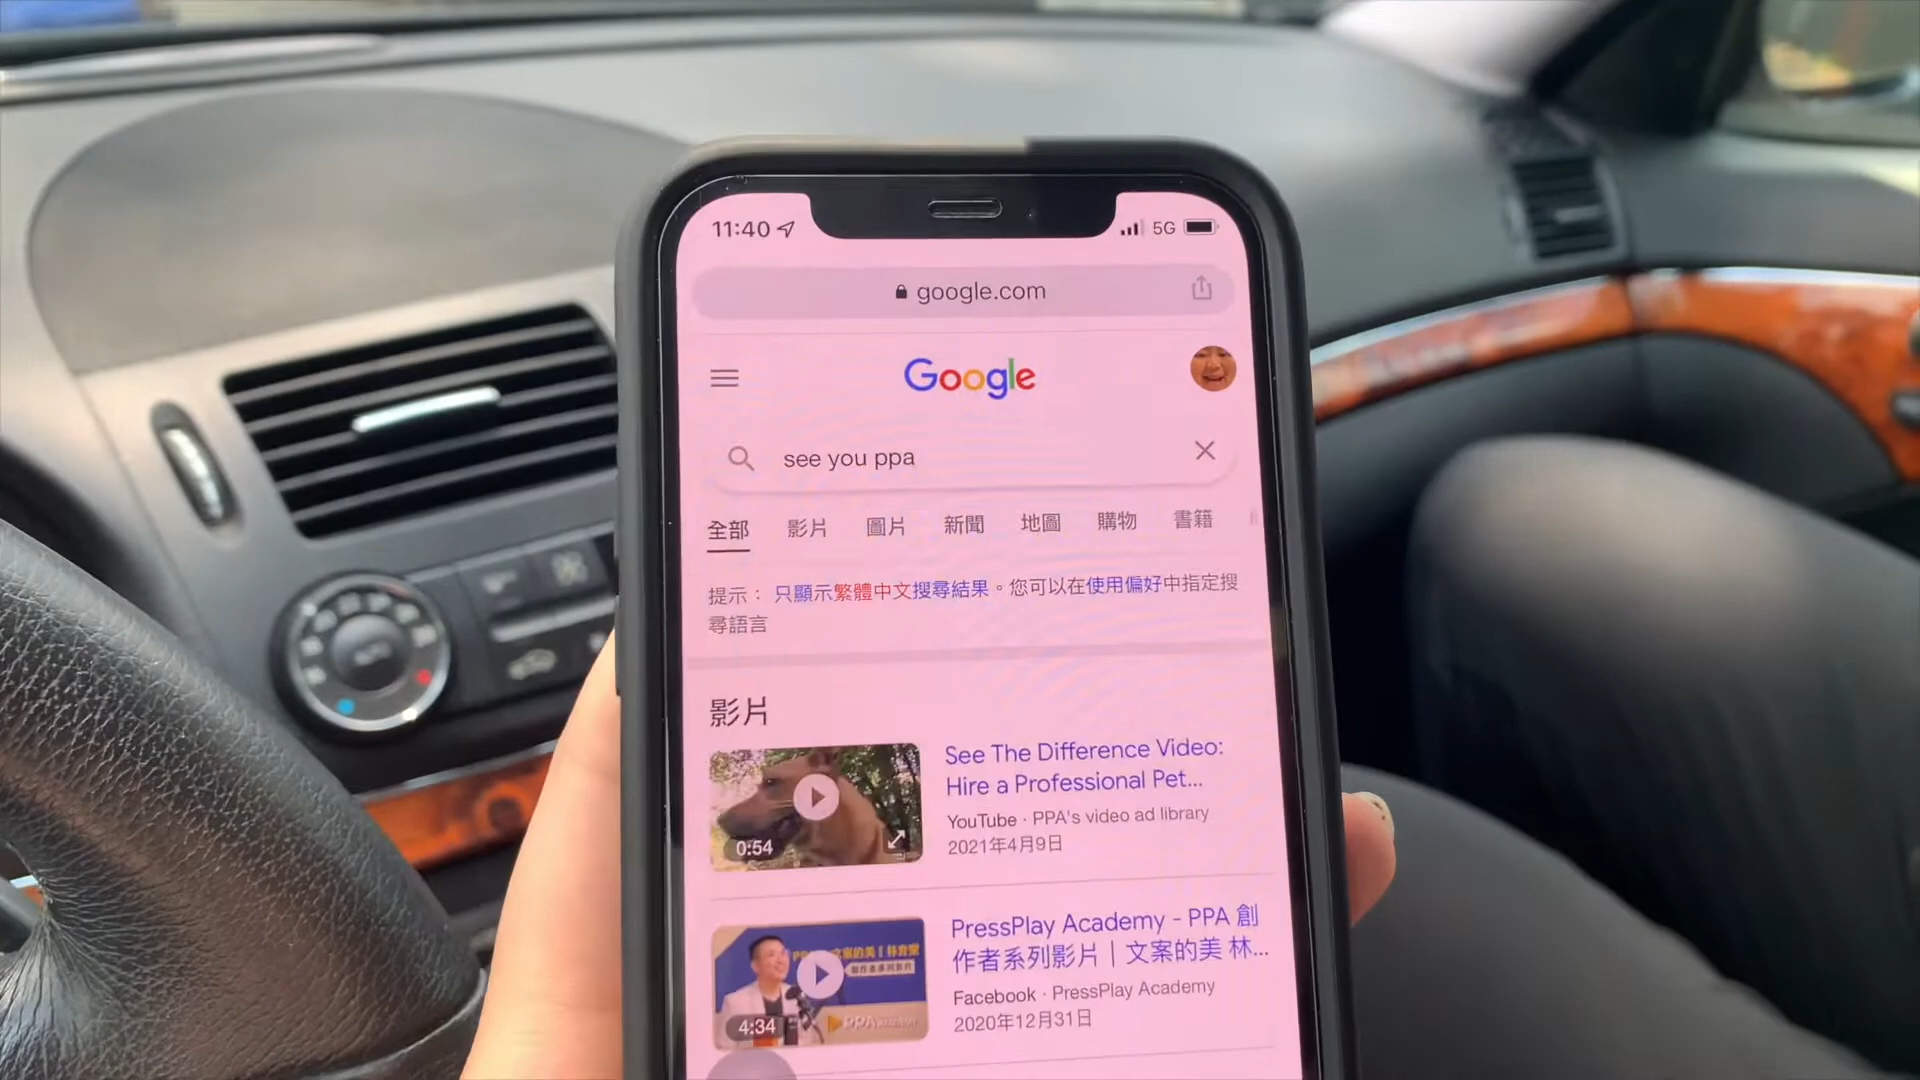 11:40
5G
google.com
Google
see you ppa
全部 影片 圖片 新聞 地圖 購物 書籍
提示： 只顯示繁體中文搜尋結果。您可以在使用偏好中指定搜
尋語言
影片
See The Difference Video:
Hire a Professional Pet...
YouTube · PPA's video ad library
2021年4月9日
0:54
PressPlay Academy - PPA 創
作者系列影片｜文案的美 林...
Facebook · PressPlay Academy
2020年12月31日
4:34
AUTO